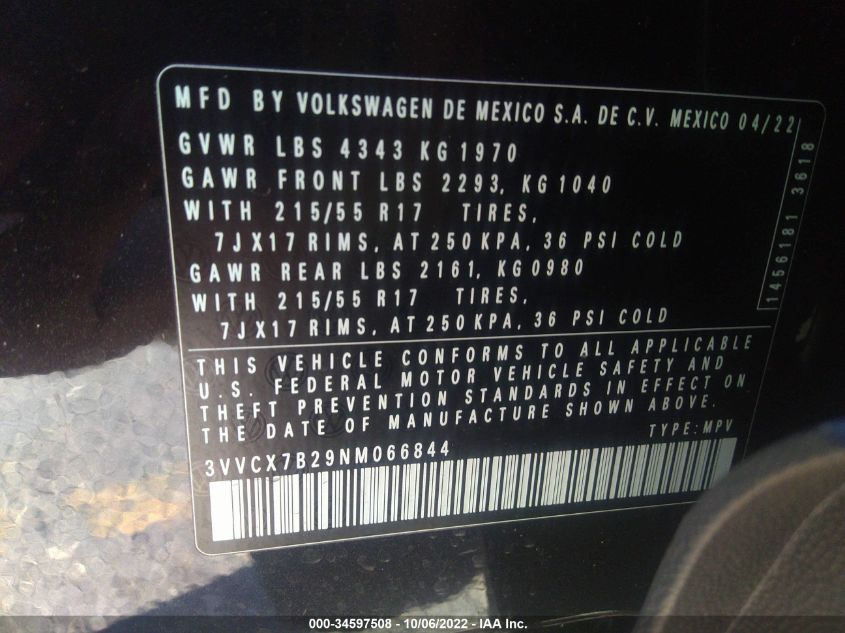 MFD BY VOLKSWAGEN DE MEXICO S.A. DE C.V. MEXICO 04/22
GVWR LBS 4343 KG 1970
GAWR FRONT LBS 2293, KG 1040
WITH 215/55 R17 TIRES,
7JX17 RIMS, AT 250 KPA, 36 PSI COLD
GAWR REAR LBS 2161, KG0980
WITH 215/55 R17 TIRES,
7JX17 RIMS, AT 250 KPA, 36 PSI COLD
14556181 3618
THIS VEHICLE CONFORMS TO ALL APPLICABLE
U.S. FEDERAL MOTOR VEHICLE SAFETY AND
THEFT PREVENTION STANDARDS IN EFFECT ON
THE DATE OF MANUFACTURE SHOWN ABOVE.
TYPE: MPV
3VVCX7B29NM066844
000-34597508 - 10/06/2022 - IAA Inc.